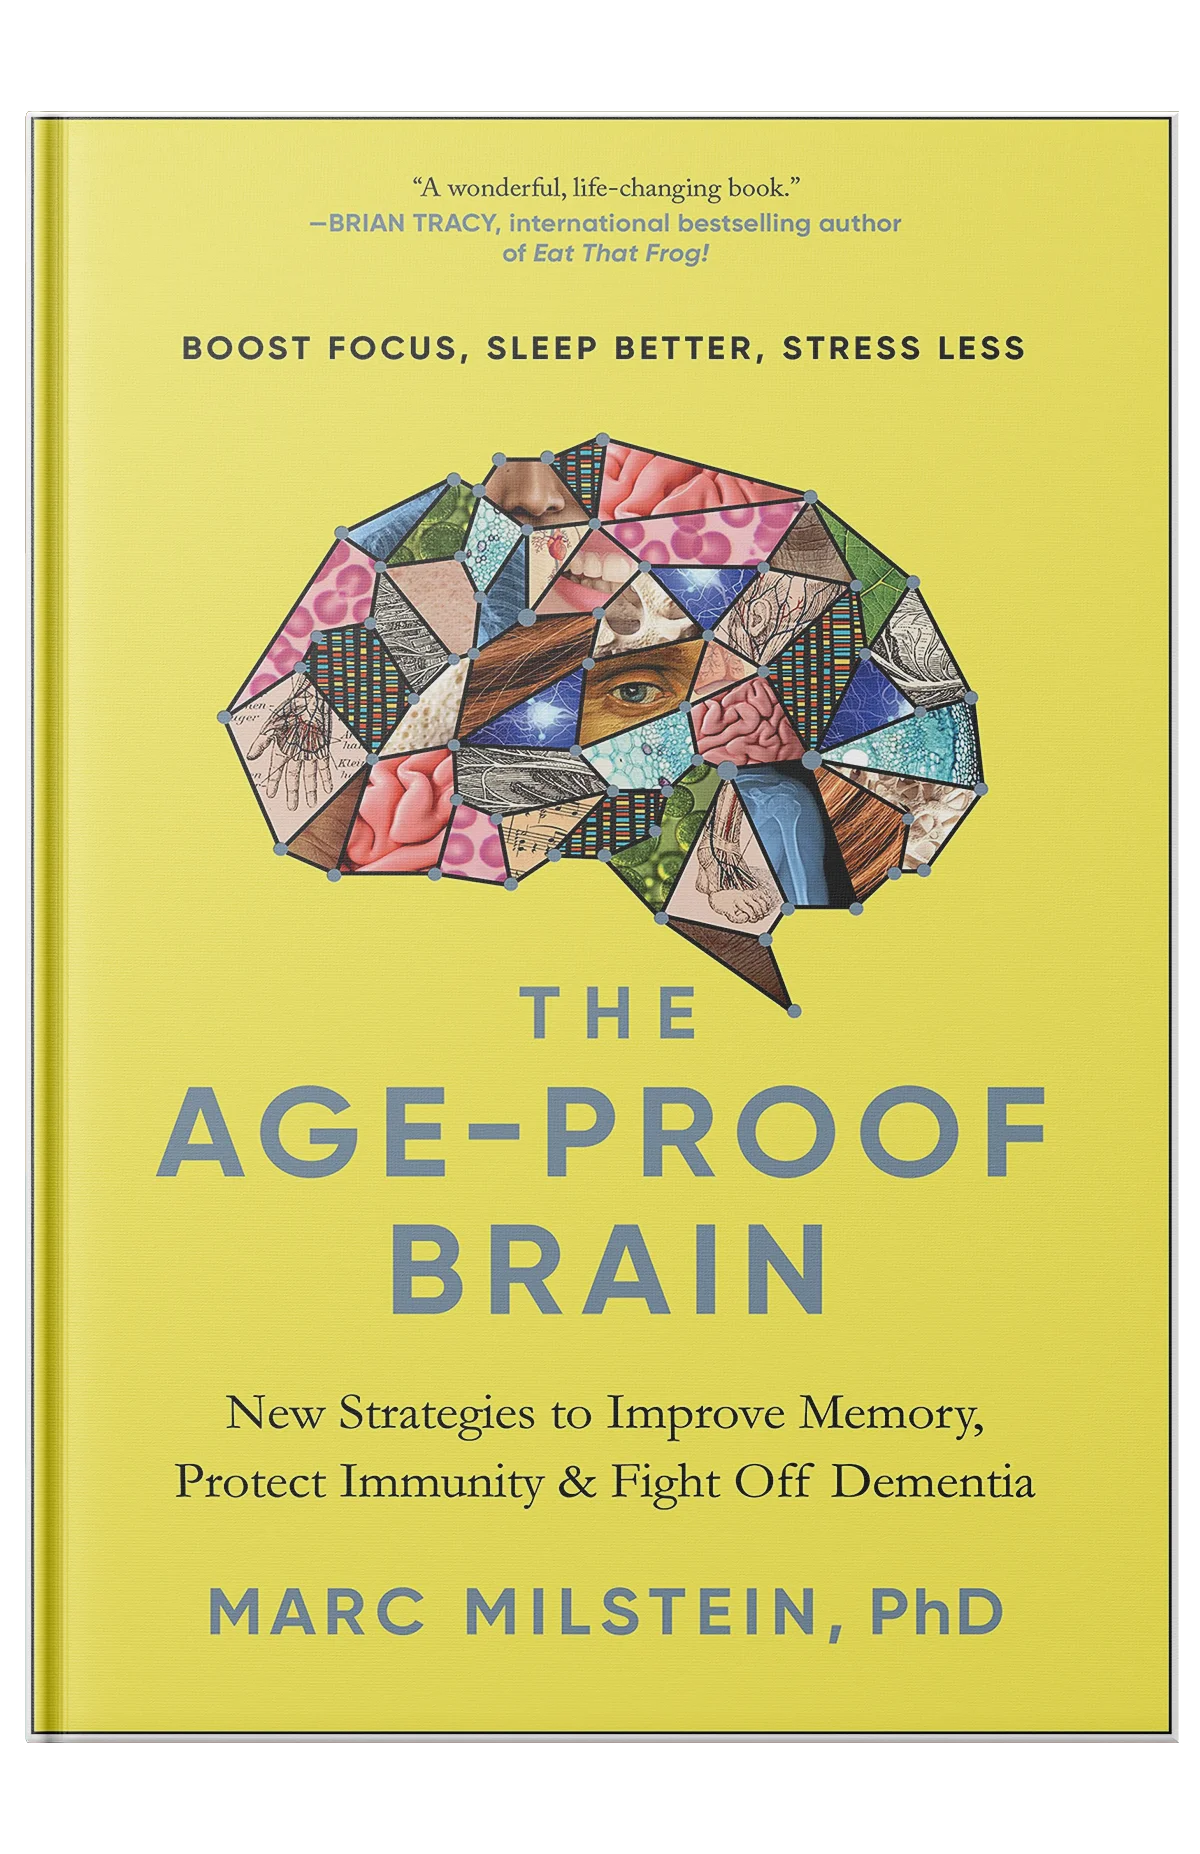 “A wonderful, life-changing book.”
—BRIAN TRACY, international bestselling author
of Eat That Frog!
BOOST FOCUS, SLEEP BETTER, STRESS LESS
THE
AGE-PROOF
BRAIN
New Strategies to Improve Memory,
Protect Immunity & Fight Off Dementia
MARC MILSTEIN, PhD